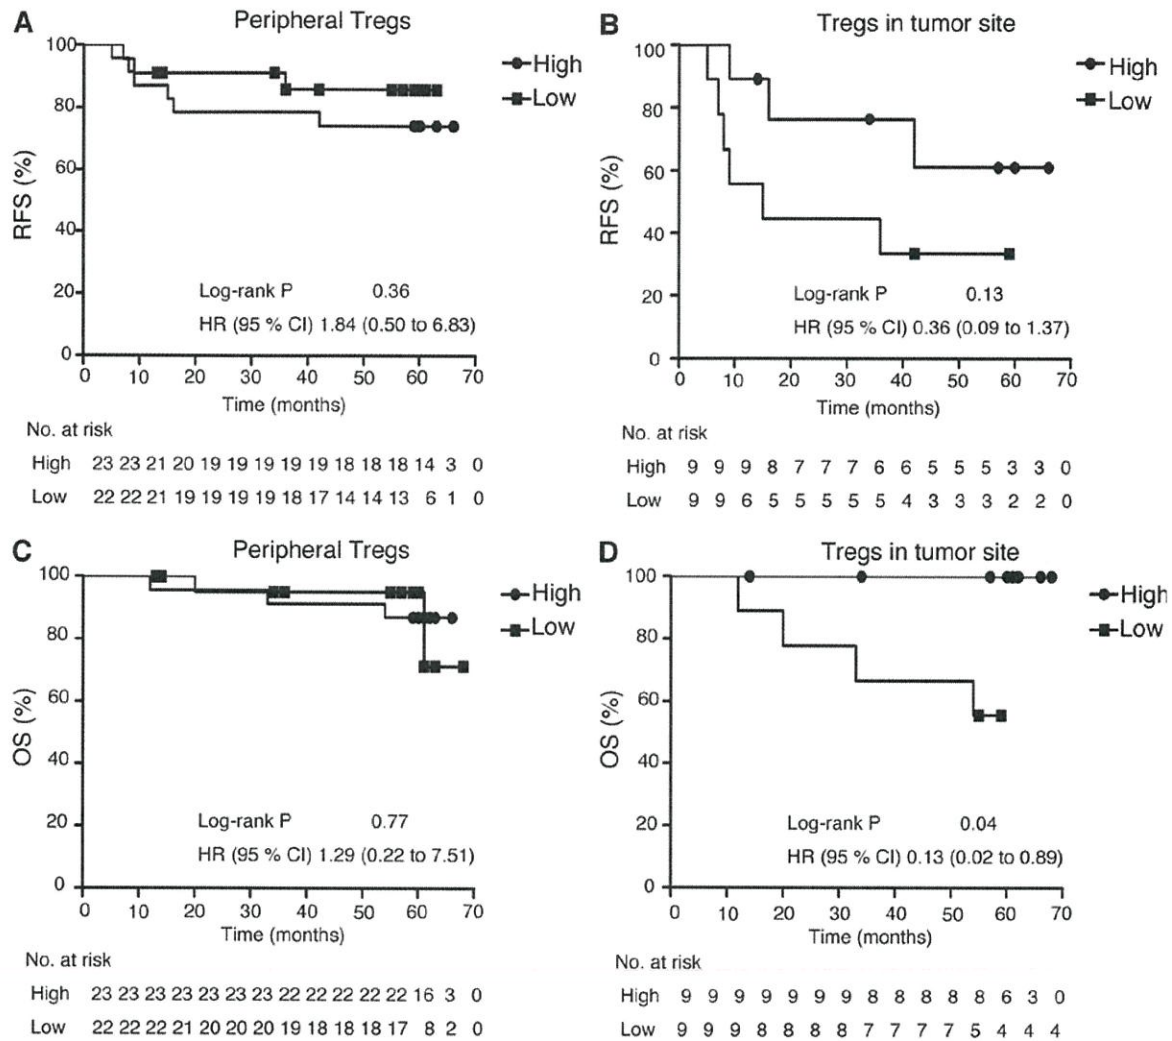 A
Peripheral Tregs
100
80
60
40
20
0
RFS (%)
High
Low
Log-rank P 0.36
HR (95 % CI) 1.84 (0.50 to 6.83)
0 10 20 30 40 50 60 70
Time (months)
No. at risk
High 23 23 21 20 19 19 19 19 19 18 18 18 14 3 0
Low 22 22 21 19 19 19 19 18 17 14 14 13 6 1 0
B
Tregs in tumor site
100
80
60
40
20
0
RFS (%)
High
Low
Log-rank P 0.13
HR (95 % CI) 0.36 (0.09 to 1.37)
0 10 20 30 40 50 60 70
Time (months)
No. at risk
High 9 9 9 8 7 7 7 6 6 5 5 5 3 3 0
Low 9 9 6 5 5 5 5 5 4 3 3 3 2 2 0
C
Peripheral Tregs
100
80
60
40
20
0
OS (%)
High
Low
Log-rank P 0.77
HR (95 % CI) 1.29 (0.22 to 7.51)
0 10 20 30 40 50 60 70
Time (months)
No. at risk
High 23 23 23 23 23 23 23 22 22 22 22 22 16 3 0
Low 22 22 22 21 20 20 20 19 18 18 18 17 8 2 0
D
Tregs in tumor site
100
80
60
40
20
0
OS (%)
High
Low
Log-rank P 0.04
HR (95 % CI) 0.13 (0.02 to 0.89)
0 10 20 30 40 50 60 70
Time (months)
No. at risk
High 9 9 9 9 9 9 9 8 8 8 8 8 6 3 0
Low 9 9 9 8 8 8 8 7 7 7 7 5 4 4 4